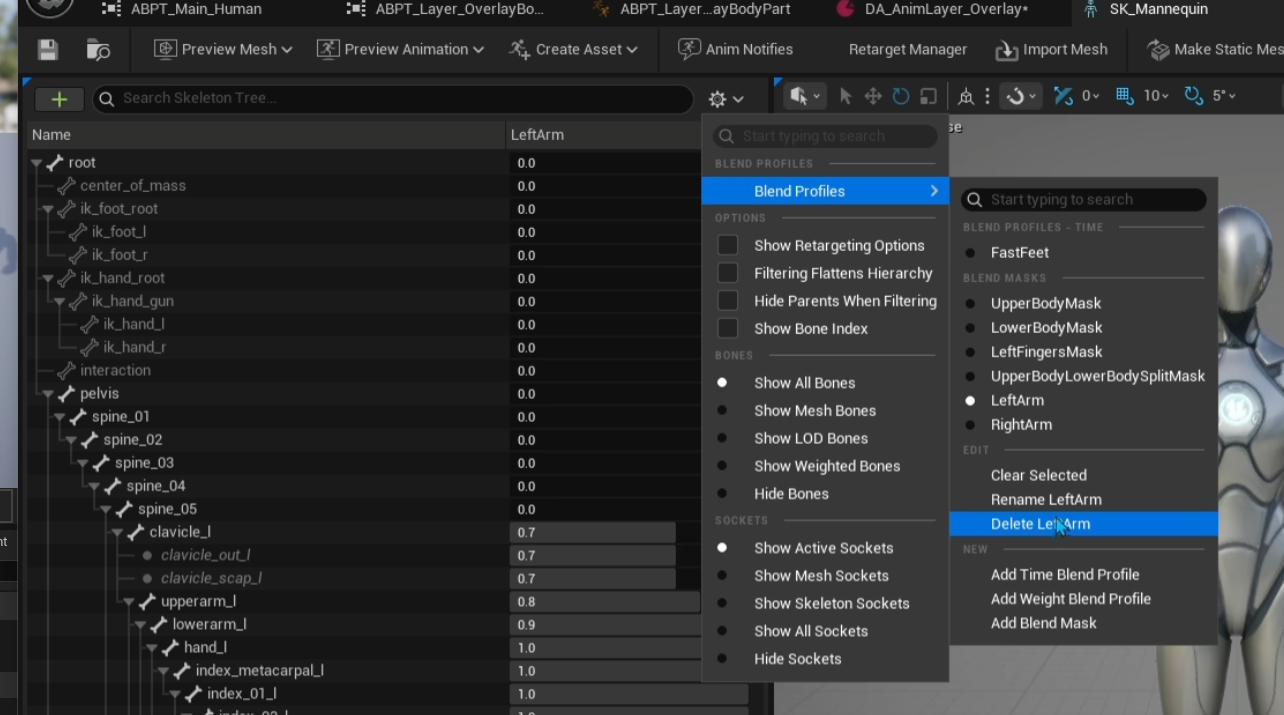 ABPT_Main_Human
ABPT_Layer_OverlayBo...
ABPT_Layer...ayBodyPart
DA_AnimLayer_Overlay*
SK_Mannequin
Preview Mesh
Preview Animation
Create Asset
Anim Notifies
Retarget Manager
Import Mesh
Make Static Mes
Search Skeleton Tree...
0
10
5°
Name
LeftArm
root 0.0
center_of_mass 0.0
ik_foot_root 0.0
ik_foot_l 0.0
ik_foot_r 0.0
ik_hand_root 0.0
ik_hand_gun 0.0
ik_hand_l 0.0
ik_hand_r 0.0
interaction 0.0
pelvis 0.0
spine_01 0.0
spine_02 0.0
spine_03 0.0
spine_04 0.0
spine_05 0.0
clavicle_l 0.7
clavicle_out_l 0.7
clavicle_scap_l 0.7
upperarm_l 0.8
lowerarm_l 0.9
hand_l 1.0
index_metacarpal_l 1.0
index_01_l 1.0
Start typing to search
BLEND PROFILES
Blend Profiles
OPTIONS
Show Retargeting Options
Filtering Flattens Hierarchy
Hide Parents When Filtering
Show Bone Index
BONES
Show All Bones
Show Mesh Bones
Show LOD Bones
Show Weighted Bones
Hide Bones
SOCKETS
Show Active Sockets
Show Mesh Sockets
Show Skeleton Sockets
Show All Sockets
Hide Sockets
se
Start typing to search
BLEND PROFILES - TIME
FastFeet
BLEND MASKS
UpperBodyMask
LowerBodyMask
LeftFingersMask
UpperBodyLowerBodySplitMask
LeftArm
RightArm
EDIT
Clear Selected
Rename LeftArm
Delete LeftArm
NEW
Add Time Blend Profile
Add Weight Blend Profile
Add Blend Mask
nt